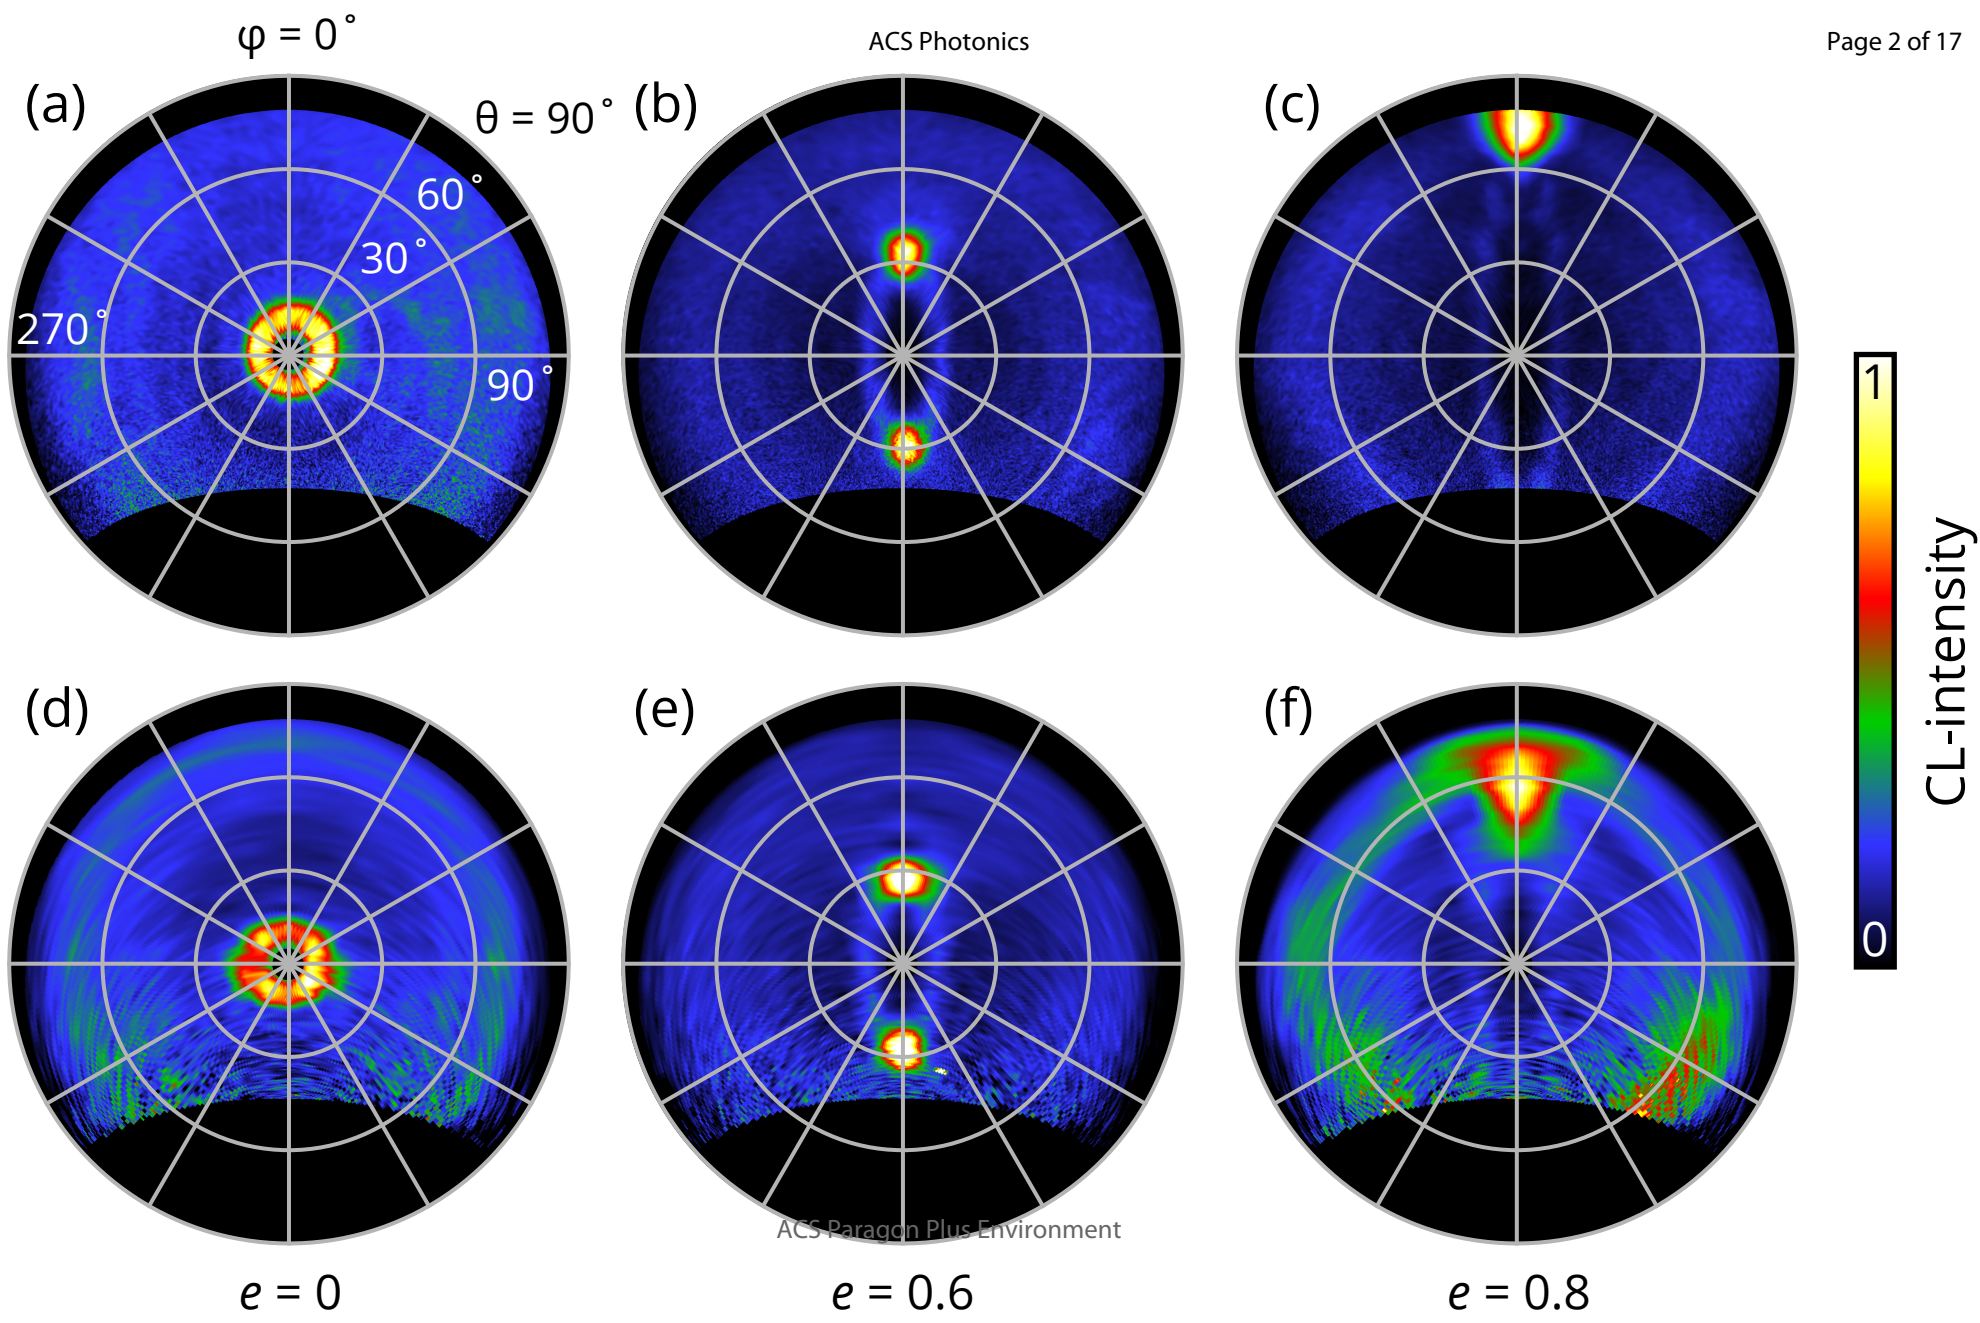 φ = 0°
ACS Photonics
Page 2 of 17
(a)
θ = 90°
(b)
(c)
60°
30°
270°
90°
1
CL-intensity
0
(d)
(e)
(f)
ACS Paragon Plus Environment
e = 0
e = 0.6
e = 0.8